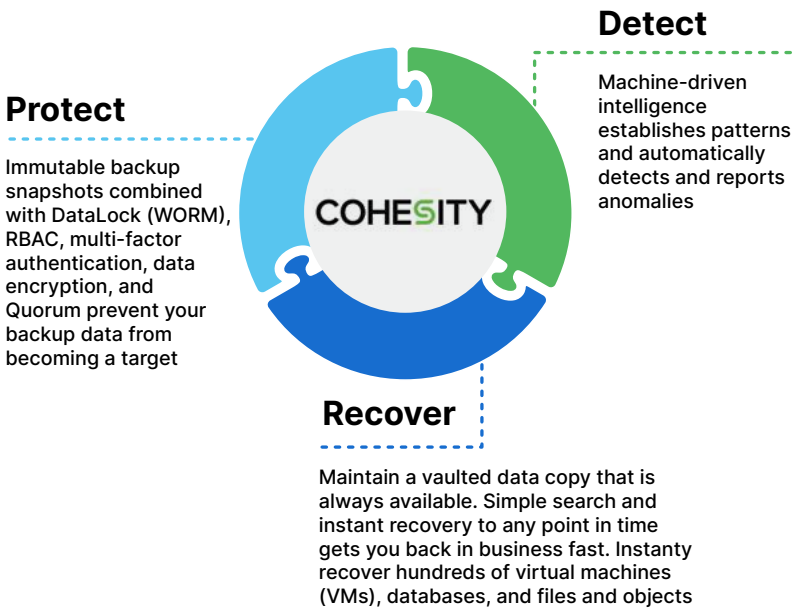 Detect
Machine-driven
intelligence
establishes patterns
and automatically
detects and reports
anomalies
Protect
Immutable backup
snapshots combined
with DataLock (WORM),
RBAC, multi-factor
authentication, data
encryption, and
Quorum prevent your
backup data from
becoming a target
COHESITY
Recover
Maintain a vaulted data copy that is
always available. Simple search and
instant recovery to any point in time
gets you back in business fast. Instanty
recover hundreds of virtual machines
(VMs), databases, and files and objects